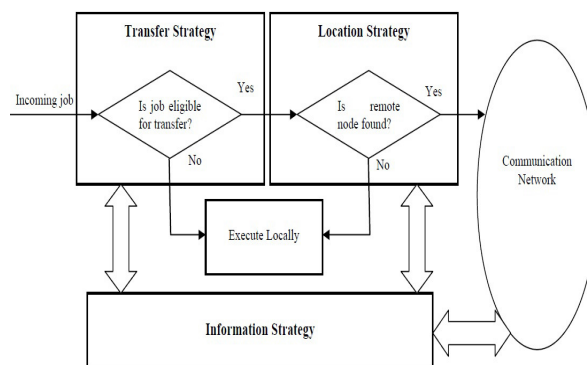 Transfer Strategy
Location Strategy
Incoming job
Is job eligible
for transfer?
Yes
Is remote
node found?
Yes
No
No
Communication
Network
Execute Locally
Information Strategy